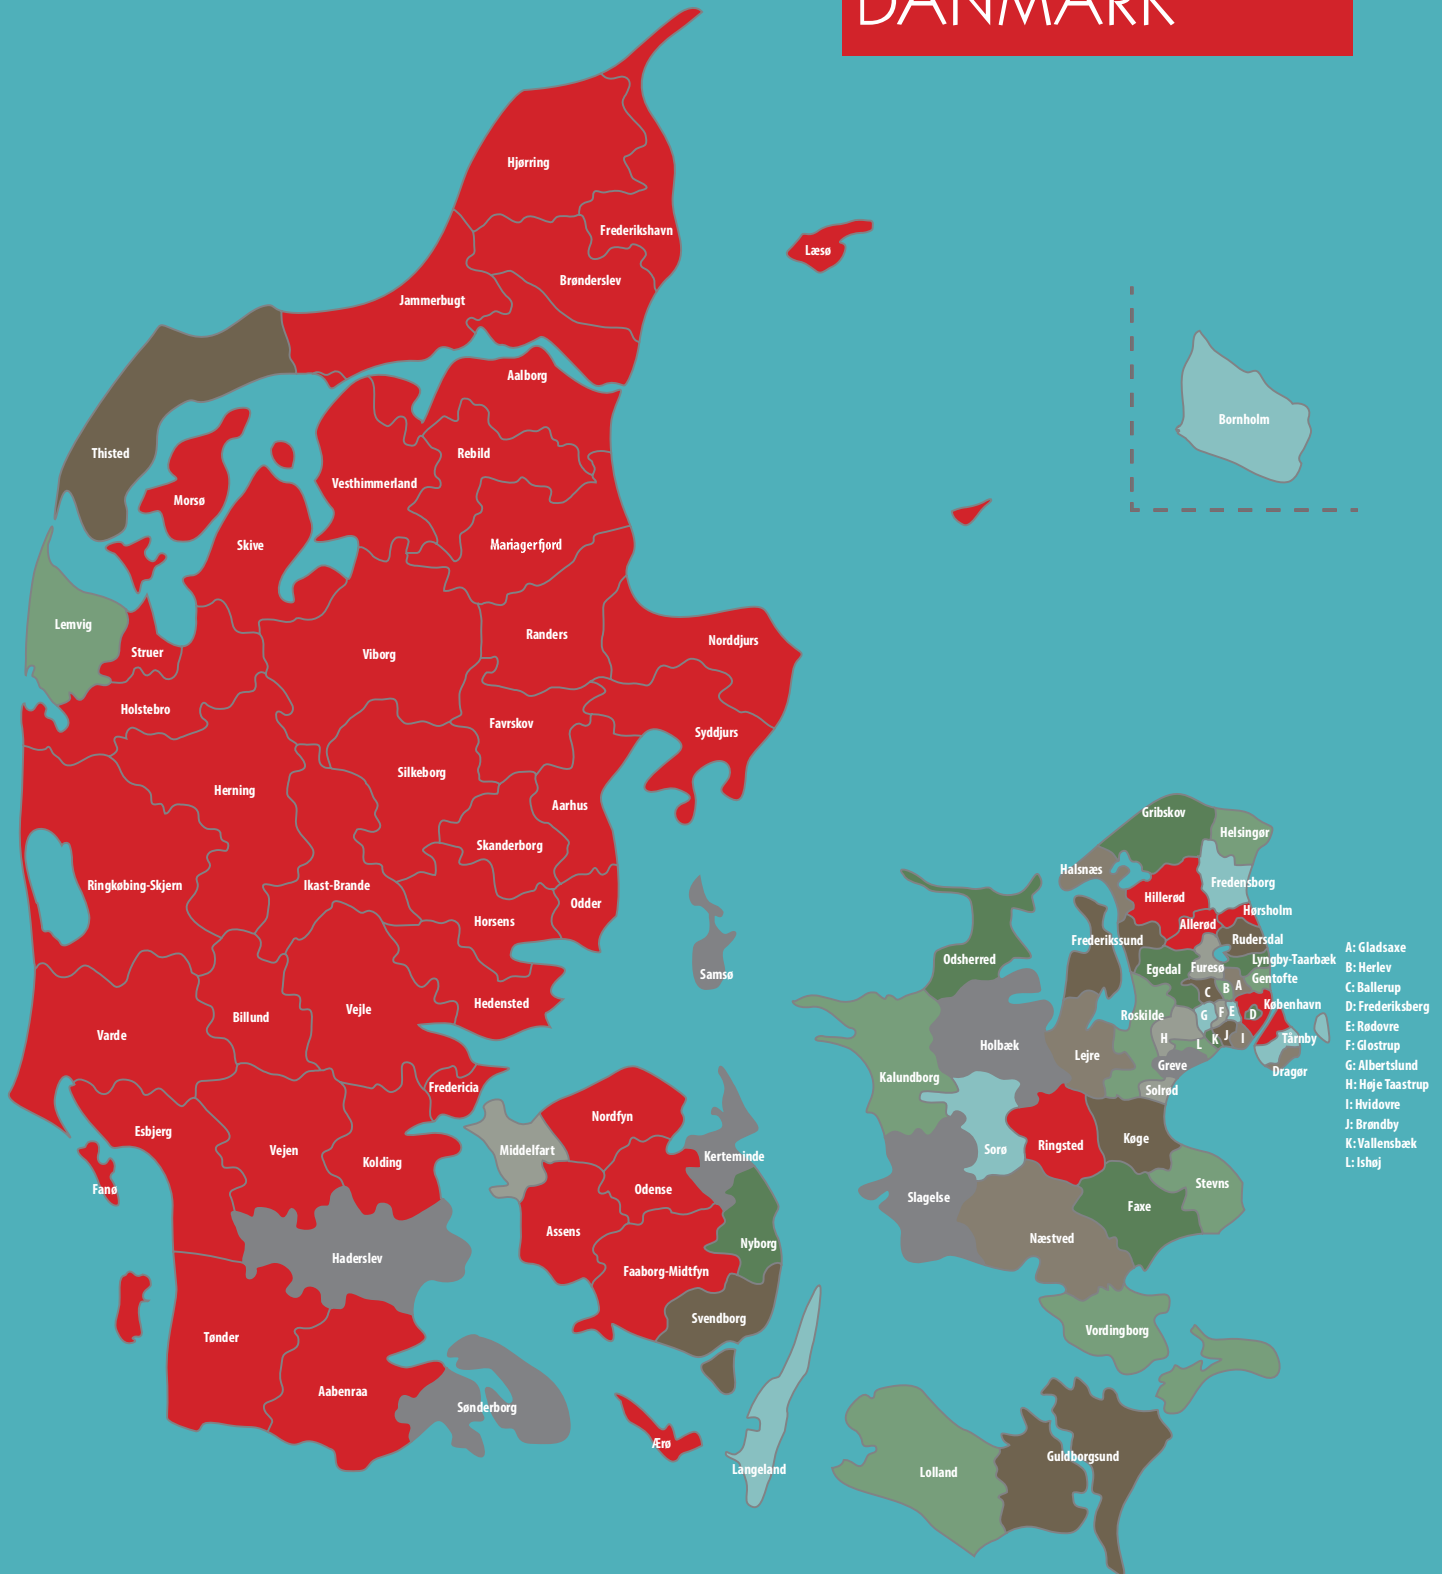 DANMARK
Hjørring
Frederikshavn
Læsø
Brønderslev
Jammerbugt
Aalborg
Bornholm
Thisted
Rebild
Vesthimmerland
Morsø
Skive
Mariagerfjord
Lemvig
Struer
Randers
Norddjurs
Viborg
Holstebro
Favrskov
Syddjurs
Silkeborg
Herning
Aarhus
Skanderborg
Ringkøbing-Skjern
Ikast-Brande
Odder
Horsens
Samsø
Hedensted
Vejle
Billund
Varde
Fredericia
Esbjerg
Vejen
Kolding
Fanø
Haderslev
Tønder
Aabenraa
Sønderborg
Nordfyn
Middelfart
Kerteminde
Odense
Assens
Nyborg
Faaborg-Midtfyn
Svendborg
Ærø
Langeland
Gribskov
Helsingør
Halsnæs
Fredensborg
Hillerød
Hørsholm
Allerød
Frederikssund
Rudersdal
Odsherred
Lyngby-Taarbæk
Egedal
Furesø
Gentofte
C
B
A
København
Roskilde
G
F
E
D
H
L
K
J
I
Tårnby
Holbæk
Lejre
Greve
Dragør
Kalundborg
Solrød
Køge
Sorø
Ringsted
Stevns
Slagelse
Faxe
Næstved
Vordingborg
Guldborgsund
Lolland
A: Gladsaxe
B: Herlev
C: Ballerup
D: Frederiksberg
E: Rødovre
F: Glostrup
G: Albertslund
H: Høje Taastrup
I: Hvidovre
J: Brøndby
K: Vallensbæk
L: Ishøj